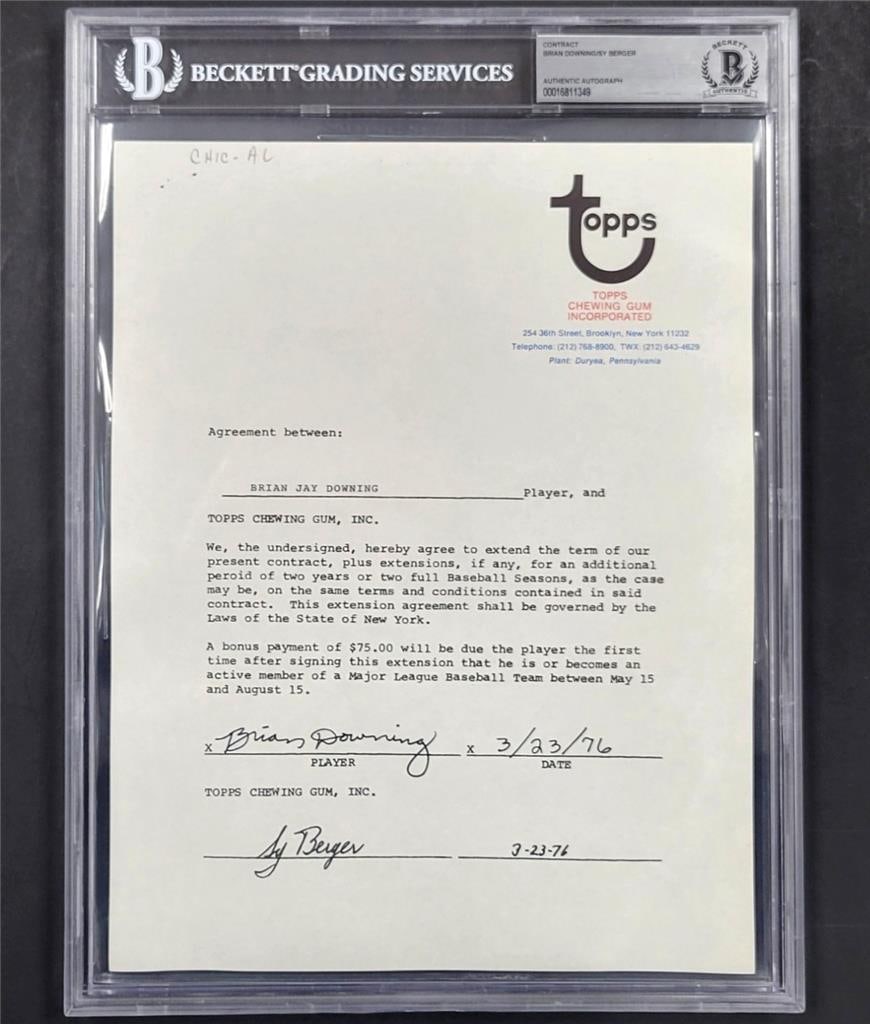 B BECKETT GRADING SERVICES
CONTRACT
BRIAN DOWNING/SY BERGER
AUTHENTIC AUTOGRAPH
00016811349
BECKETT
B
AUTHENTIC
CHIC - AL
topps
TOPPS
CHEWING GUM
INCORPORATED
254 36th Street, Brooklyn, New York 11232
Telephone: (212) 768-8900, TWX: (212) 643-4629
Plant: Duryea, Pennsylvania
Agreement between:
BRIAN JAY DOWNING Player, and
TOPPS CHEWING GUM, INC.
We, the undersigned, hereby agree to extend the term of our
present contract, plus extensions, if any, for an additional
peroid of two years or two full Baseball Seasons, as the case
may be, on the same terms and conditions contained in said
contract. This extension agreement shall be governed by the
Laws of the State of New York.
A bonus payment of $75.00 will be due the player the first
time after signing this extension that he is or becomes an
active member of a Major League Baseball Team between May 15
and August 15.
x Brian Downing x 3/23/76
PLAYER DATE
TOPPS CHEWING GUM, INC.
Sy Berger 3-23-76